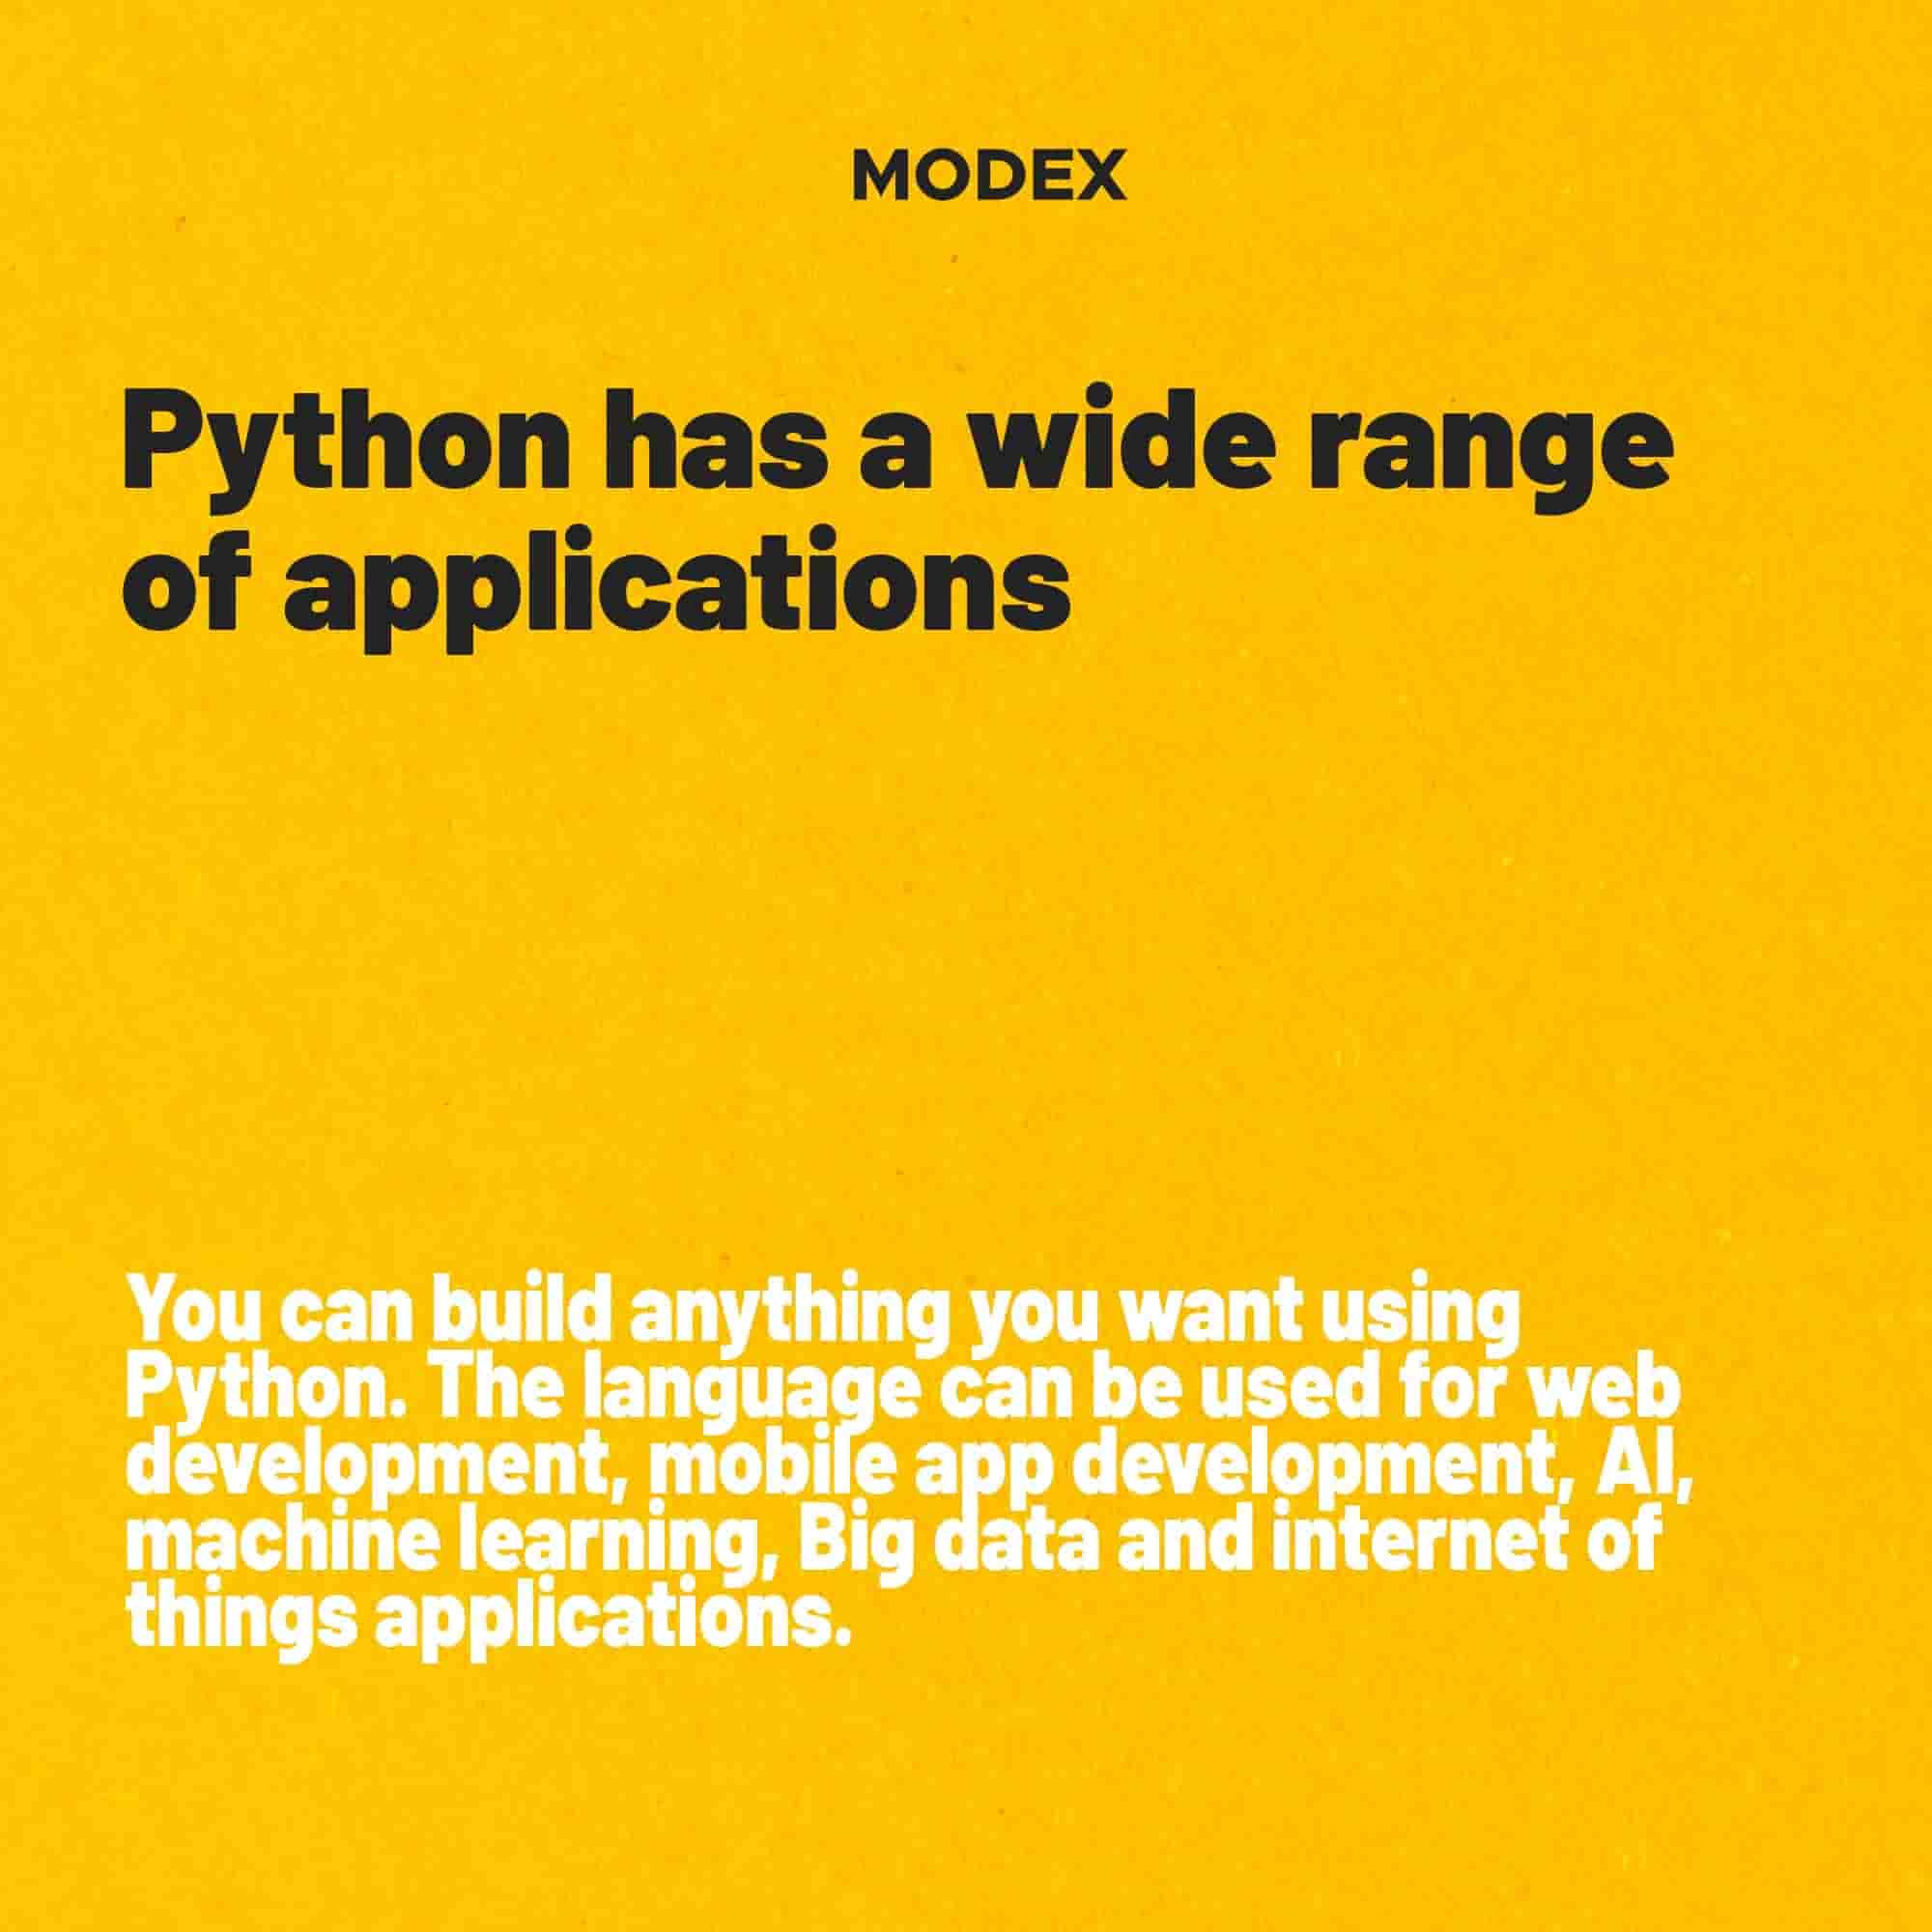 MODEX
Python has a wide range
of applications
You can build anything you want using
Python. The language can be used for web
development, mobile app development, AI,
machine learning, Big data and internet of
things applications.